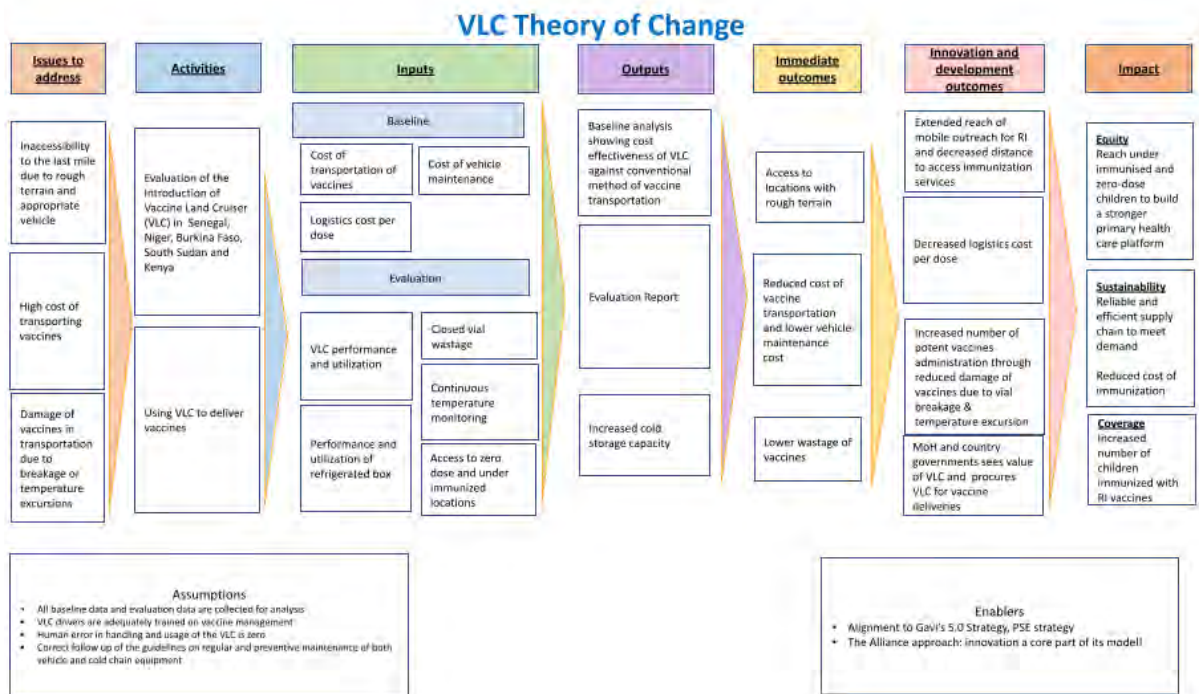 VLC Theory of Change
Issues to
address
Inaccessibility
to the last mile
due to rough
terrain and
appropriate
vehicle
High cost of
transporting
vaccines
Damage of
vaccines in
transportation
due to
breakage or
temperature
excursions
Activities
Evaluation of the
Introduction of
Vaccine Land Cruiser
(VLC) in Senegal,
Niger, Burkina Faso,
South Sudan and
Kenya
Using VLC to deliver
vaccines
Inputs
Baseline
Cost of
transportation of
vaccines
Cost of vehicle
maintenance
Logistics cost per
dose
Evaluation
VLC performance
and utilization
Closed vial
wastage
Continuous
temperature
monitoring
Performance and
utilization of
refrigerated box
Access to zero
dose and under
immunized
locations
Outputs
Baseline analysis
showing cost
effectiveness of VLC
against conventional
method of vaccine
transportation
Evaluation Report
Increased cold
storage capacity
Immediate
outcomes
Access to
locations with
rough terrain
Reduced cost of
vaccine
transportation
and lower vehicle
maintenance
cost
Lower wastage of
vaccines
Innovation and
development
outcomes
Extended reach of
mobile outreach for RI
and decreased distance
to access immunization
services
Decreased logistics cost
per dose
Increased number of
potent vaccines
administration through
reduced damage of
vaccines due to vial
breakage &
temperature excursion
MoH and country
governments sees value
of VLC and procures
VLC for vaccine
deliveries
Impact
Equity
Reach under
immunised and
zero-dose
children to build
a stronger
primary health
care platform
Sustainability
Reliable and
efficient supply
chain to meet
demand
Reduced cost of
immunization
Coverage
Increased
number of
children
immunized with
RI vaccines
Assumptions
• All baseline data and evaluation data are collected for analysis
• VLC drivers are adequately trained on vaccine management
• Human error in handling and usage of the VLC is zero
• Correct follow up of the guidelines on regular and preventive maintenance of both
vehicle and cold chain equipment
Enablers
• Alignment to Gavi's 5.0 Strategy, PSE strategy
• The Alliance approach: innovation a core part of its modell